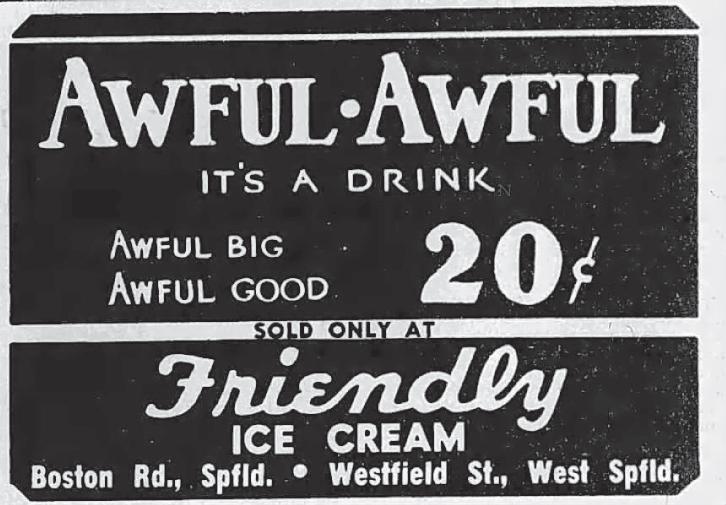 AWFUL·AWFUL
IT'S A DRINK
AWFUL BIG
AWFUL GOOD
20¢
SOLD ONLY AT
Friendly
ICE CREAM
Boston Rd., Spfld. • Westfield St., West Spfld.